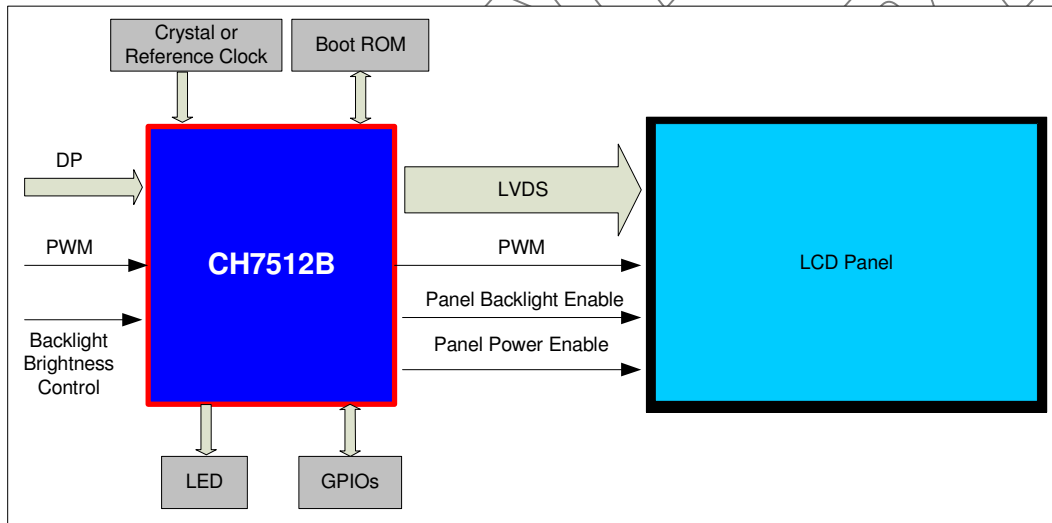 Crystal or
Reference Clock
Boot ROM
DP
PWM
Backlight
Brightness
Control
CH7512B
LVDS
PWM
Panel Backlight Enable
Panel Power Enable
LCD Panel
LED
GPIOs